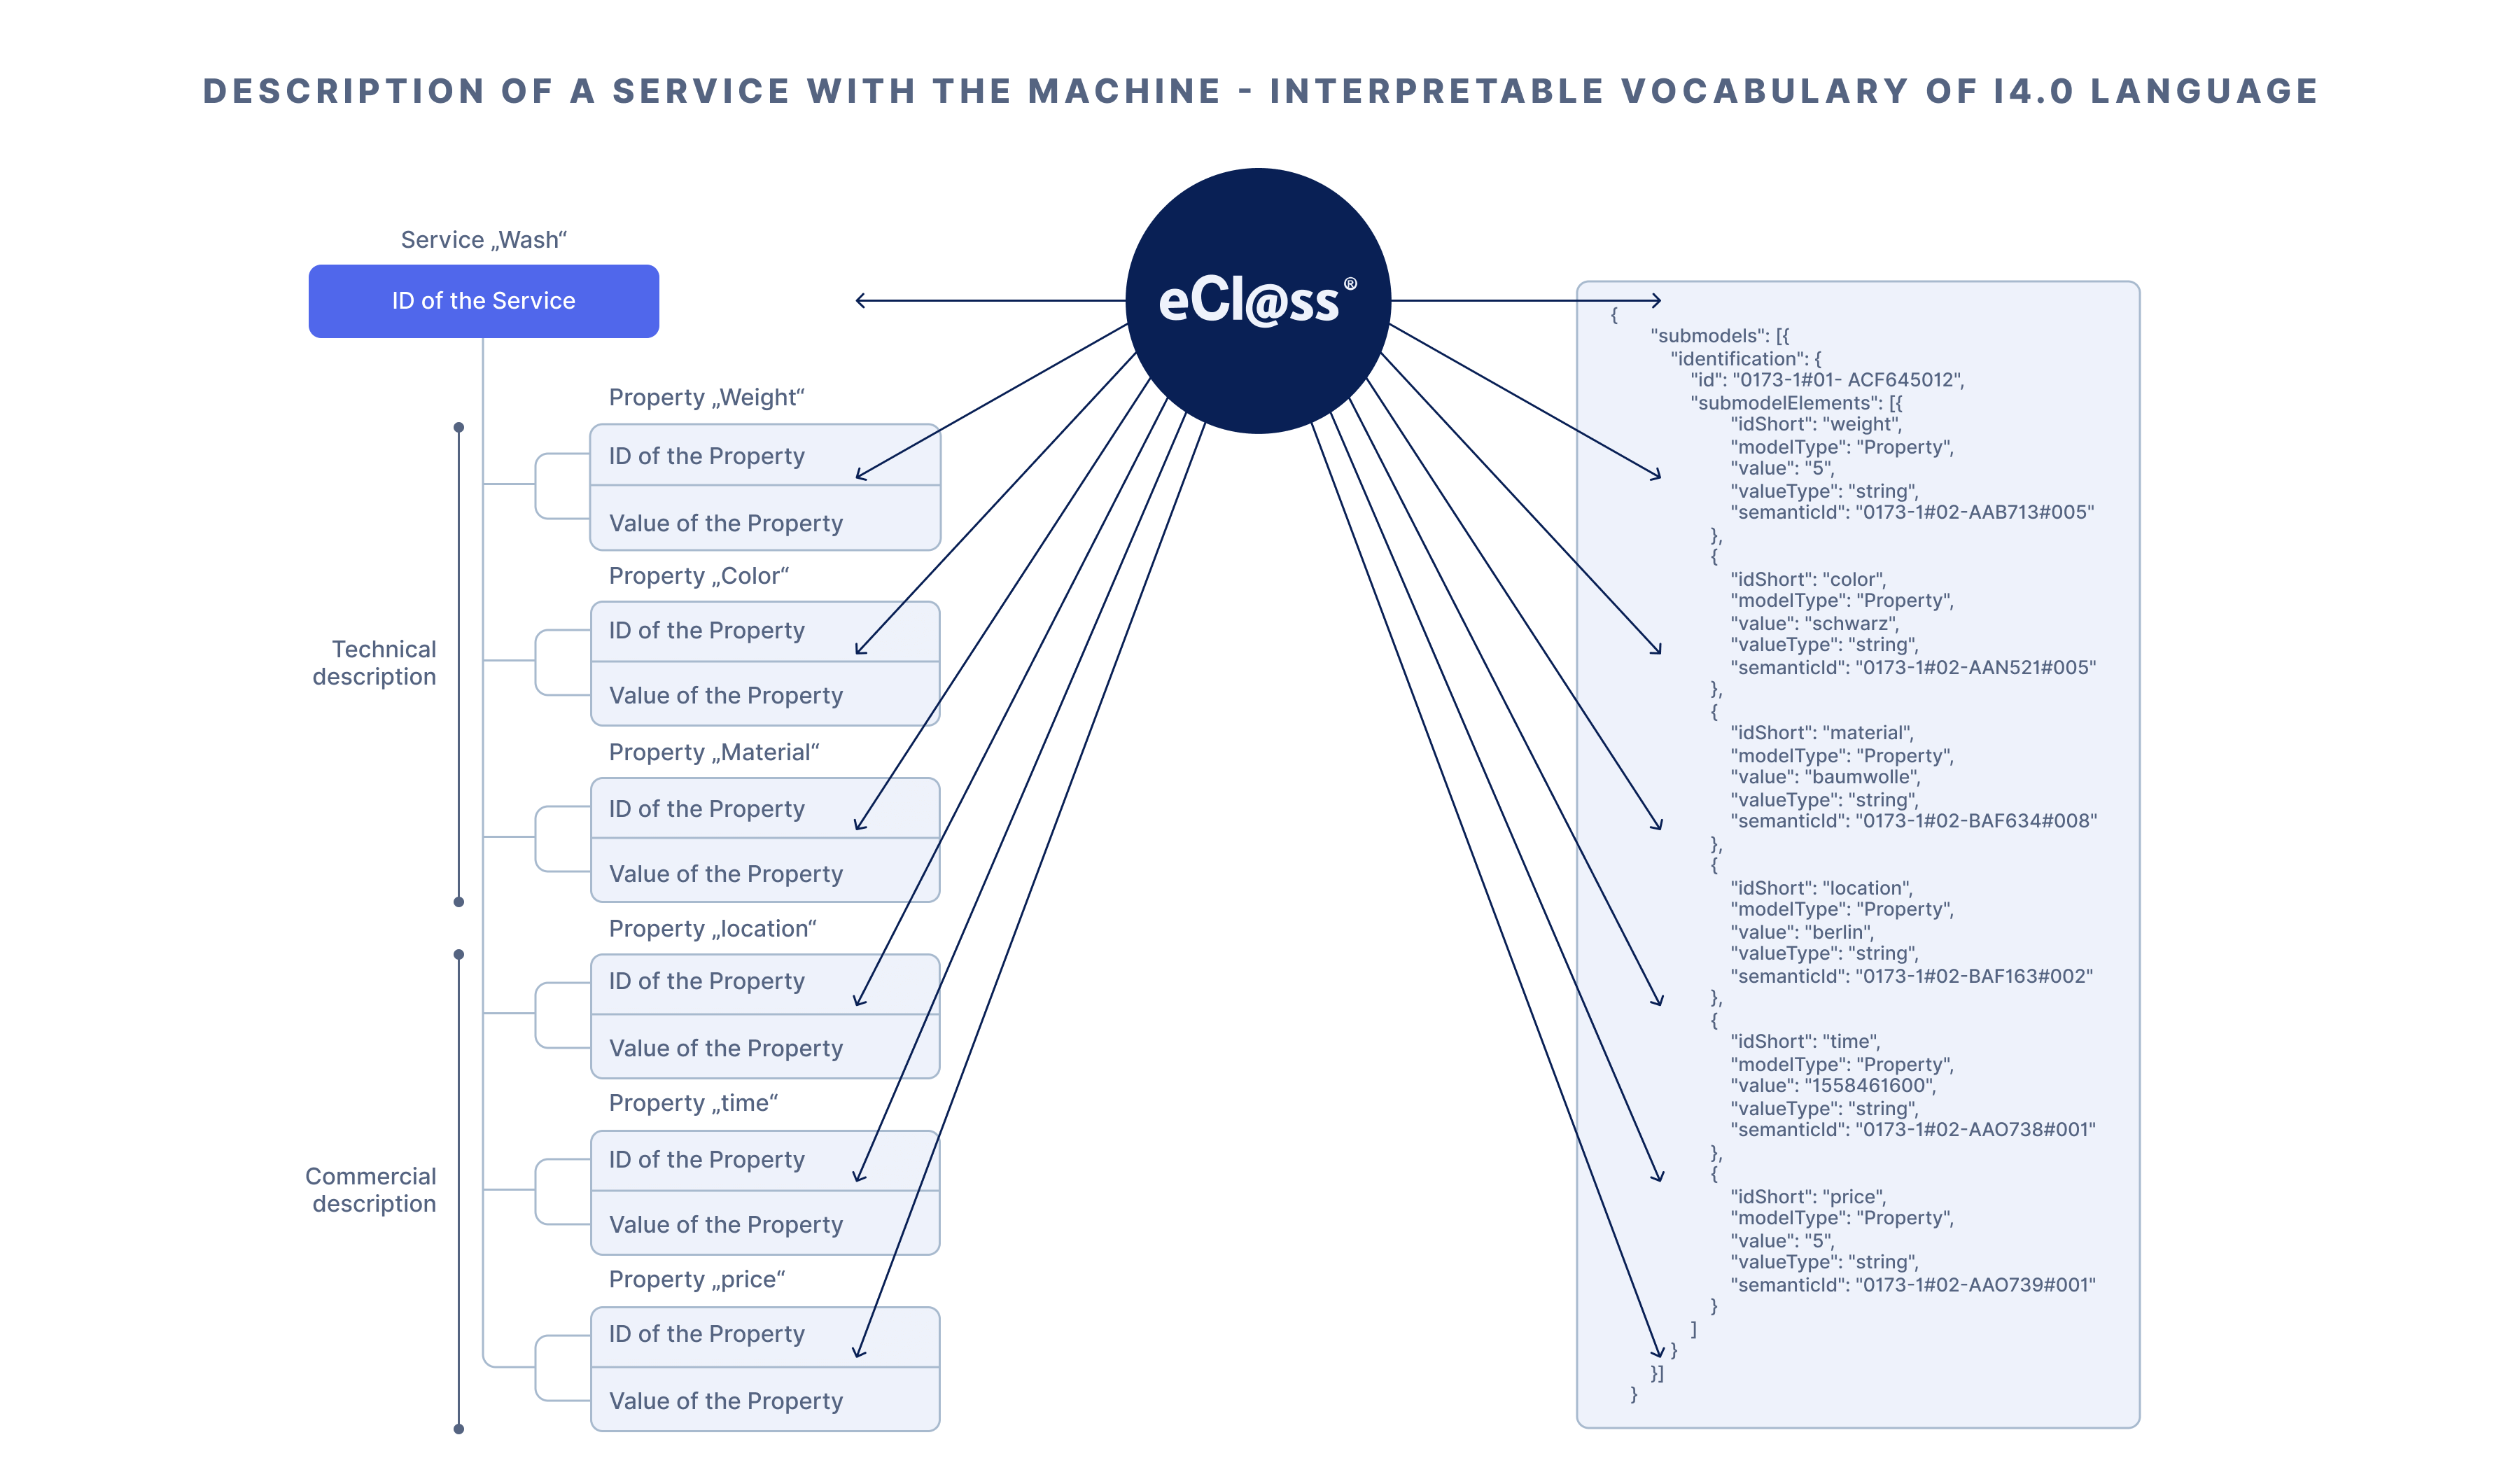 DESCRIPTION OF A SERVICE WITH THE MACHINE - INTERPRETABLE VOCABULARY OF I4.0 LANGUAGE
eCl@ss®
Service „Wash“
ID of the Service
Technical
description
Commercial
description
Property „Weight“
ID of the Property
Value of the Property
Property „Color“
ID of the Property
Value of the Property
Property „Material“
ID of the Property
Value of the Property
Property „location“
ID of the Property
Value of the Property
Property „time“
ID of the Property
Value of the Property
Property „price“
ID of the Property
Value of the Property
{
"submodels": [{
"identification": {
"id": "0173-1#01- ACF645012",
"submodelElements": [{
"idShort": "weight",
"modelType": "Property",
"value": "5",
"valueType": "string",
"semanticId": "0173-1#02-AAB713#005"
},
{
"idShort": "color",
"modelType": "Property",
"value": "schwarz",
"valueType": "string",
"semanticId": "0173-1#02-AAN521#005"
},
{
"idShort": "material",
"modelType": "Property",
"value": "baumwolle",
"valueType": "string",
"semanticId": "0173-1#02-BAF634#008"
},
{
"idShort": "location",
"modelType": "Property",
"value": "berlin",
"valueType": "string",
"semanticId": "0173-1#02-BAF163#002"
},
{
"idShort": "time",
"modelType": "Property",
"value": "1558461600",
"valueType": "string",
"semanticId": "0173-1#02-AAO738#001"
},
{
"idShort": "price",
"modelType": "Property",
"value": "5",
"valueType": "string",
"semanticId": "0173-1#02-AAO739#001"
}
]
}
}]
}